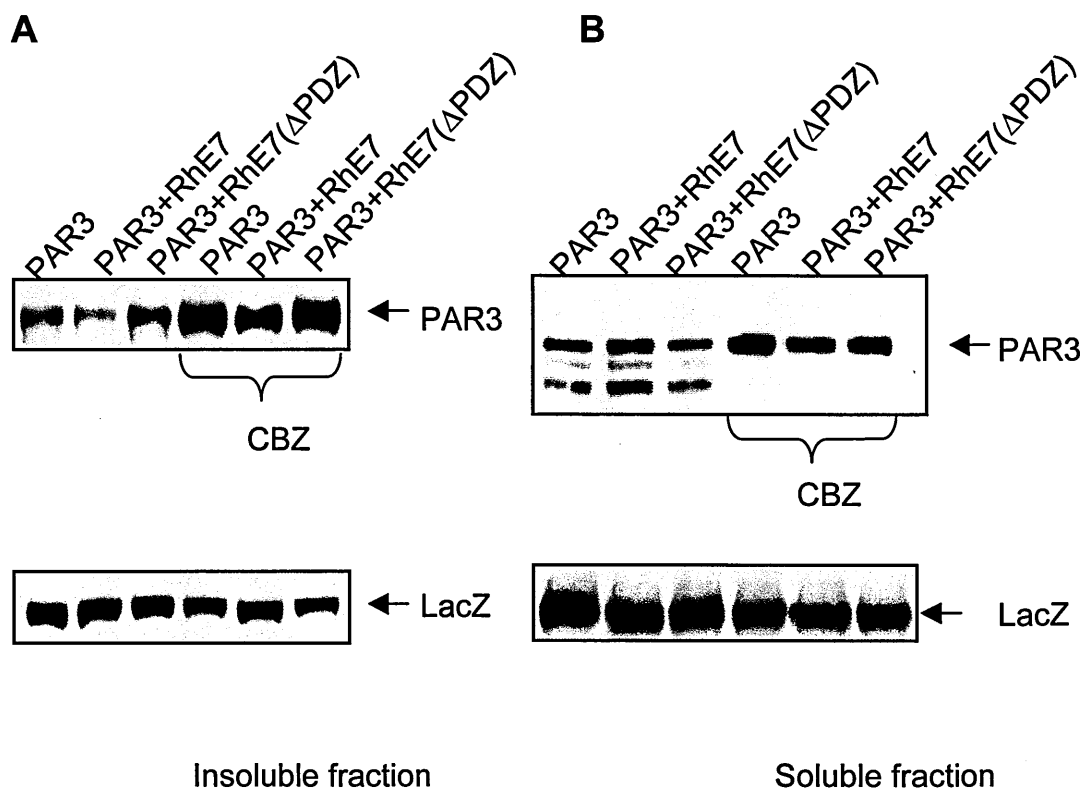 A
PAR3
PAR3+RhE7
PAR3+RhE7(ΔPDZ)
PAR3
PAR3+RhE7
PAR3+RhE7(ΔPDZ)
PAR3
CBZ
LacZ
Insoluble fraction
B
PAR3
PAR3+RhE7
PAR3+RhE7(ΔPDZ)
PAR3
PAR3+RhE7
PAR3+RhE7(ΔPDZ)
PAR3
CBZ
LacZ
Soluble fraction